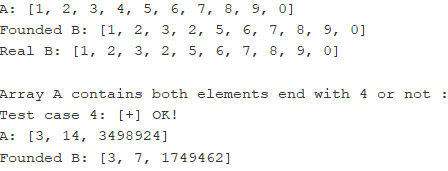 A: [1, 2, 3, 4, 5, 6, 7, 8, 9, 0]
Founded B: [1, 2, 3, 2, 5, 6, 7, 8, 9, 0]
Real B: [1, 2, 3, 2, 5, 6, 7, 8, 9, 0]
Array A contains both elements end with 4 or not :
Test case 4: [+] OK!
A: [3, 14, 3498924]
Founded B: [3, 7, 1749462]